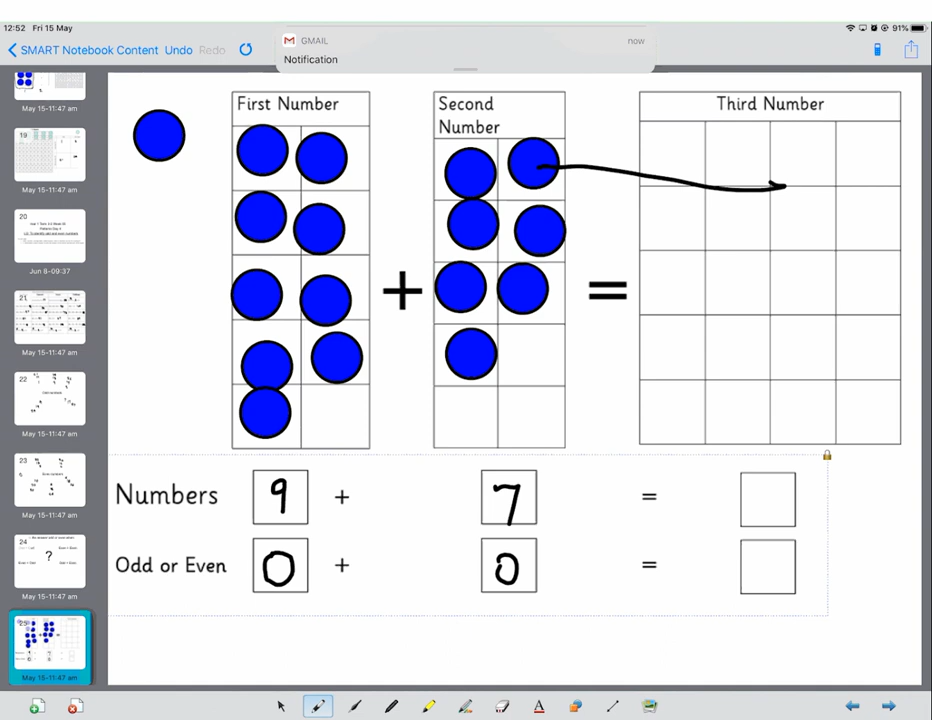 12:52 Fri 15 May
91%
SMART Notebook Content Undo Redo
GMAIL now
Notification
May 15-11:47 am
19
May 15-11:47 am
20
Jun 8-09:37
21
May 15-11:47 am
22
May 15-11:47 am
23
May 15-11:47 am
24
?
May 15-11:47 am
25
May 15-11:47 am
First Number
Second
Number
Third Number
+ =
Numbers 9 + 7 =
Odd or Even O + O =
A